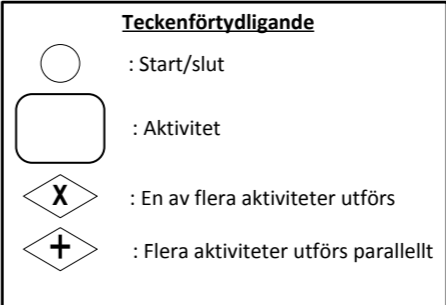 Teckenförtydligande
: Start/slut
: Aktivitet
X : En av flera aktiviteter utförs
+ : Flera aktiviteter utförs parallellt